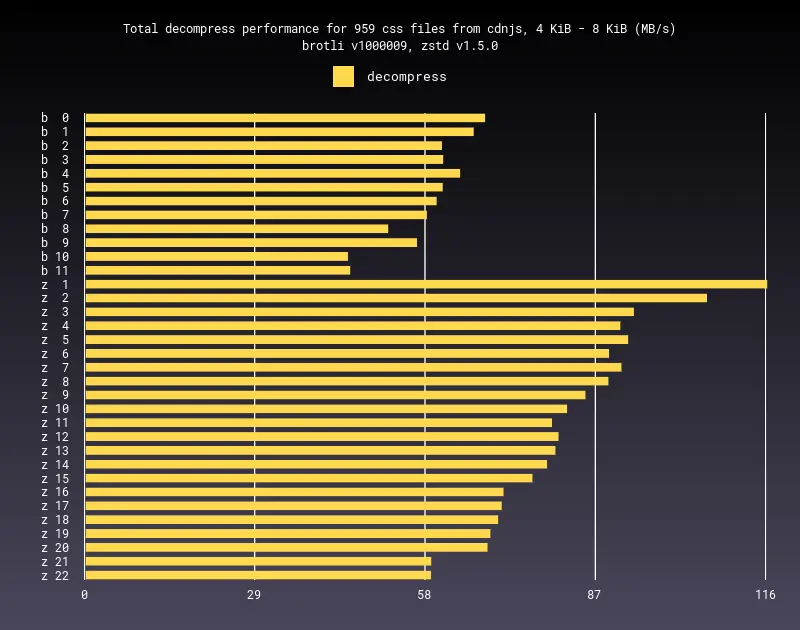 Total decompress performance for 959 css files from cdnjs, 4 KiB - 8 KiB (MB/s)
brotli v1000009, zstd v1.5.0
decompress
b  0
b  1
b  2
b  3
b  4
b  5
b  6
b  7
b  8
b  9
b 10
b 11
z  1
z  2
z  3
z  4
z  5
z  6
z  7
z  8
z  9
z 10
z 11
z 12
z 13
z 14
z 15
z 16
z 17
z 18
z 19
z 20
z 21
z 22
0 29 58 87 116